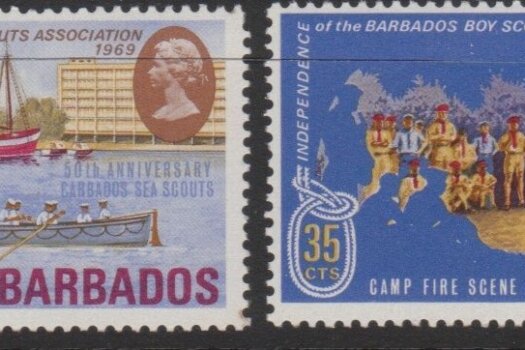 UTS ASSOCIATION
1969
50th ANNIVERSARY
BARBADOS SEA SCOUTS
BARBADOS
INDEPENDENCE of the BARBADOS BOY SCO
35
CTS
CAMP FIRE SCENE